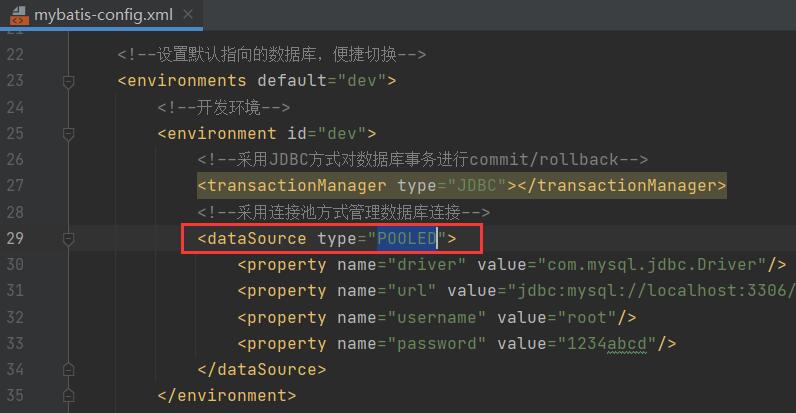 mybatis-config.xml
22 <!--设置默认指向的数据库，便捷切换-->
23 <environments default="dev">
24 <!--开发环境-->
25 <environment id="dev">
26 <!--采用JDBC方式对数据库事务进行commit/rollback-->
27 <transactionManager type="JDBC"></transactionManager>
28 <!--采用连接池方式管理数据库连接-->
29 <dataSource type="POOLED">
30 <property name="driver" value="com.mysql.jdbc.Driver"/>
31 <property name="url" value="jdbc:mysql://localhost:3306/
32 <property name="username" value="root"/>
33 <property name="password" value="1234abcd"/>
34 </dataSource>
35 </environment>